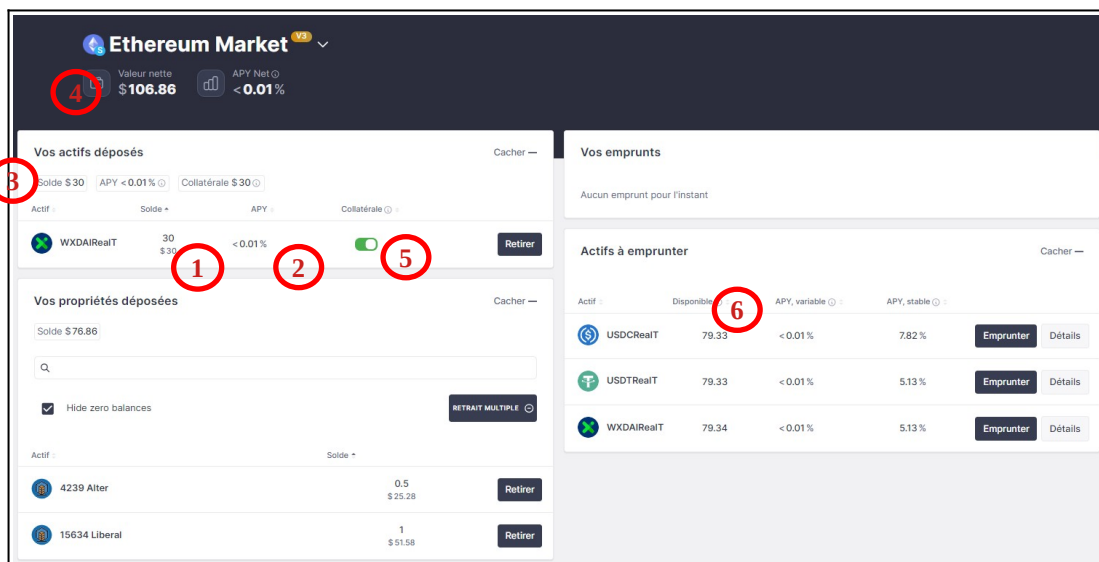 Ethereum Market V3
Valeur nette
$106.86
APY Net
< 0.01%
4
Vos actifs déposés
Cacher —
3
Solde $30
APY < 0.01%
Collatérale $30
Actif
Solde
APY
Collatérale
WXDAIRealT
30
$30
< 0.01%
Retirer
1
2
5
Vos propriétés déposées
Cacher —
Solde $76.86
Hide zero balances
RETRAIT MULTIPLE
Actif
Solde
4239 Alter
0.5
$25.28
Retirer
15634 Liberal
1
$51.58
Retirer
Vos emprunts
Aucun emprunt pour l'instant
Actifs à emprunter
Cacher —
Actif
Disponible
APY, variable
APY, stable
6
USDCRealT
79.33
< 0.01%
7.82%
Emprunter
Détails
USDTRealT
79.33
< 0.01%
5.13%
Emprunter
Détails
WXDAIRealT
79.34
< 0.01%
5.13%
Emprunter
Détails